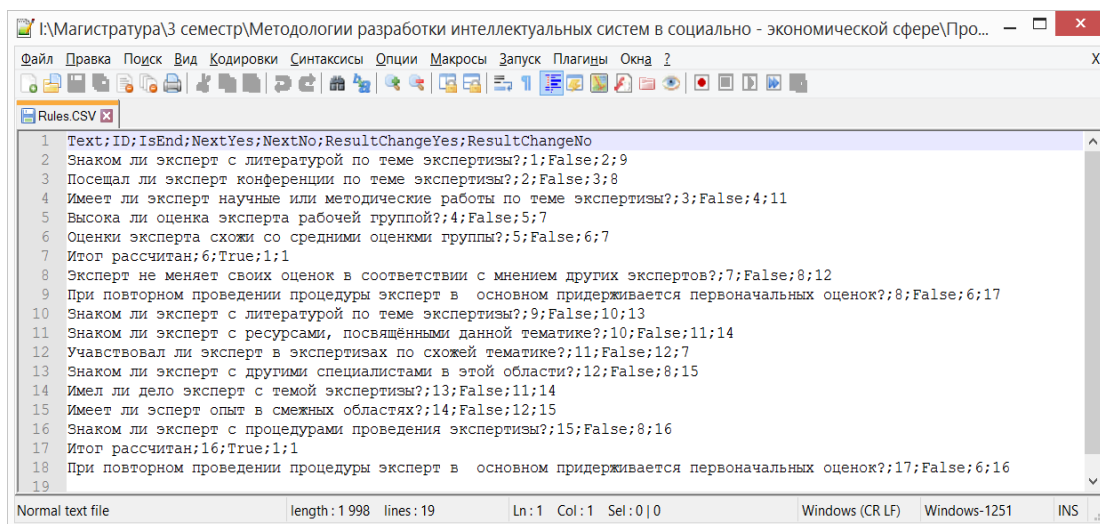 I:\Магистратура\3 семестр\Методологии разработки интеллектуальных систем в социально - экономической сфере\Про...
Файл Правка Поиск Вид Кодировки Синтаксисы Опции Макросы Запуск Плагины Окна ? X
Rules.CSV
1 Text;ID;IsEnd;NextYes;NextNo;ResultChangeYes;ResultChangeNo
2 Знаком ли эксперт с литературой по теме экспертизы?;1;False;2;9
3 Посещал ли эксперт конференции по теме экспертизы?;2;False;3;8
4 Имеет ли эксперт научные или методические работы по теме экспертизы?;3;False;4;11
5 Высока ли оценка эксперта рабочей группой?;4;False;5;7
6 Оценки эксперта схожи со средними оценкми группы?;5;False;6;7
7 Итог рассчитан;6;True;1;1
8 Эксперт не меняет своих оценок в соответствии с мнением других экспертов?;7;False;8;12
9 При повторном проведении процедуры эксперт в  основном придерживается первоначальных оценок?;8;False;6;17
10 Знаком ли эксперт с литературой по теме экспертизы?;9;False;10;13
11 Знаком ли эксперт с ресурсами, посвящёнными данной тематике?;10;False;11;14
12 Учавствовал ли эксперт в экспертизах по схожей тематике?;11;False;12;7
13 Знаком ли эксперт с другими специалистами в этой области?;12;False;8;15
14 Имел ли дело эксперт с темой экспертизы?;13;False;11;14
15 Имеет ли эсперт опыт в смежных областях?;14;False;12;15
16 Знаком ли эксперт с процедурами проведения экспертизы?;15;False;8;16
17 Итог рассчитан;16;True;1;1
18 При повторном проведении процедуры эксперт в  основном придерживается первоначальных оценок?;17;False;6;16
19
Normal text file length : 1 998 lines : 19 Ln : 1 Col : 1 Sel : 0 | 0 Windows (CR LF) Windows-1251 INS